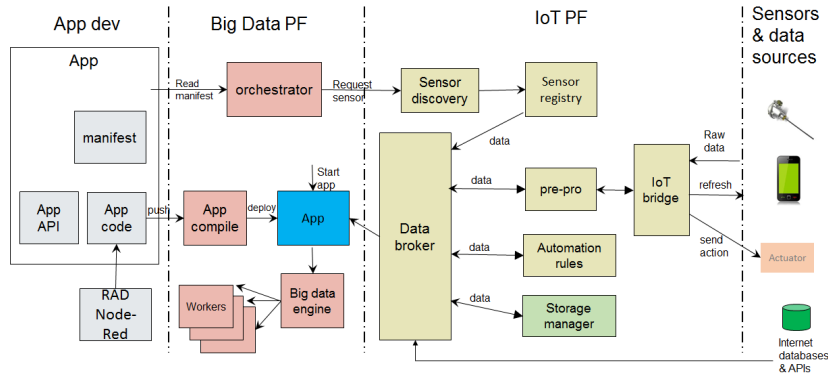 App dev
Big Data PF
IoT PF
Sensors
& data
sources
App
Read
manifest
orchestrator
Request
sensor
Sensor
discovery
Sensor
registry
manifest
data
Raw
data
Start
app
App
API
App
code
push
App
compile
deploy
App
Data
broker
data
pre-pro
IoT
bridge
refresh
data
Automation
rules
send
action
Actuator
RAD
Node-
Red
Workers
Big data
engine
data
Storage
manager
Internet
databases
& APIs